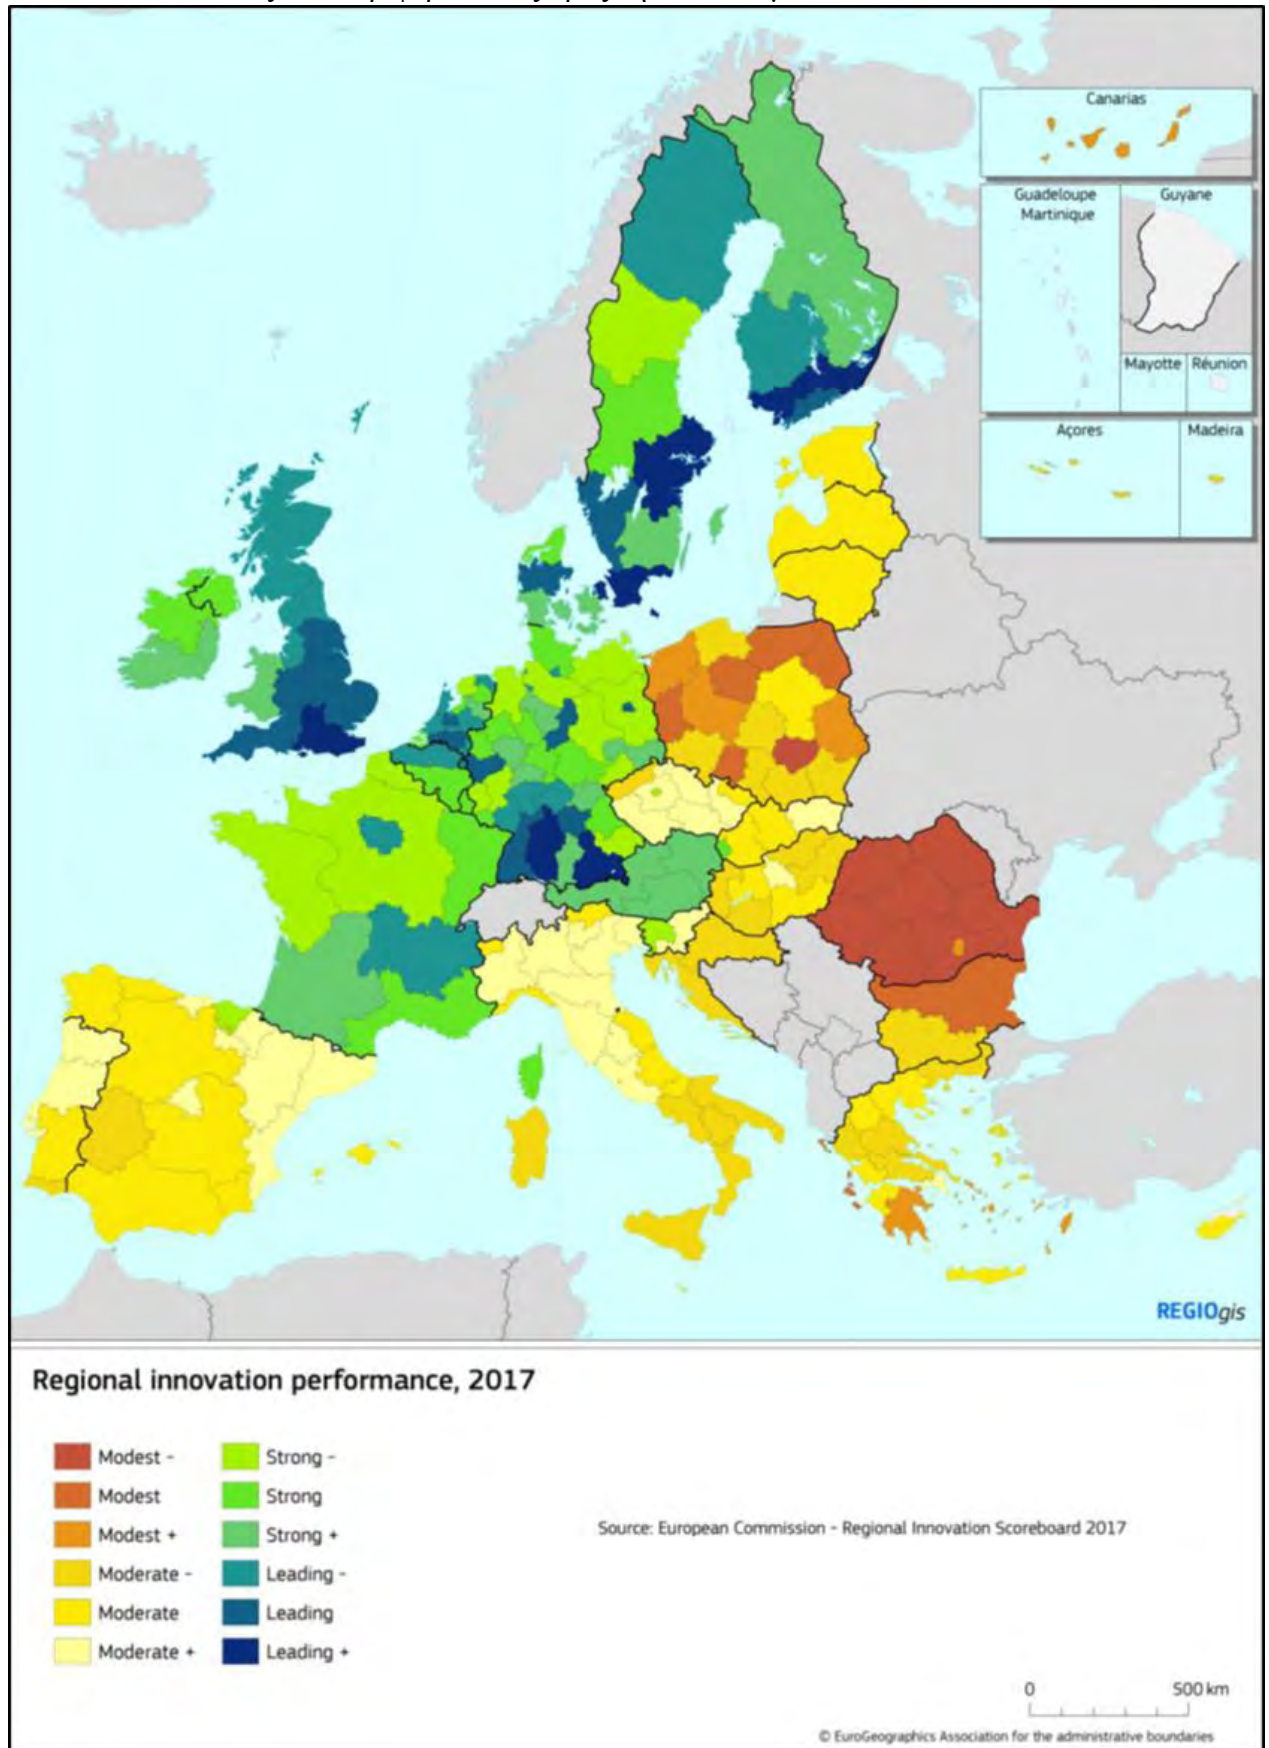 Canarias
Guadeloupe
Martinique
Guyane
Mayotte
Réunion
Açores
Madeira
REGIOgis
Regional innovation performance, 2017
Modest -
Modest
Modest +
Moderate -
Moderate
Moderate +
Strong -
Strong
Strong +
Leading -
Leading
Leading +
Source: European Commission - Regional Innovation Scoreboard 2017
0 500 km
© EuroGeographics Association for the administrative boundaries